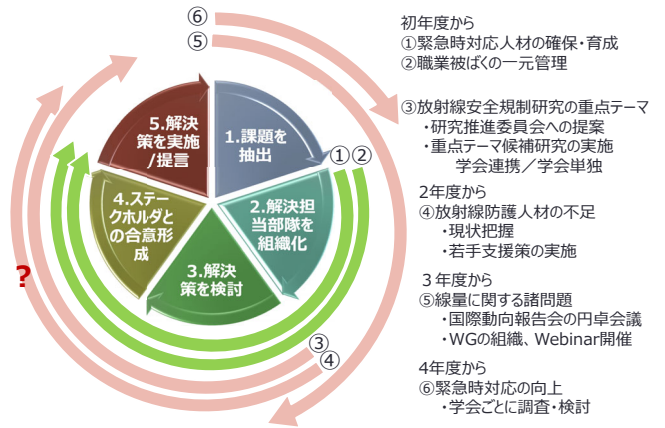 ⑥
⑤
1.課題を
抽出
① ②
2.解決担
当部隊を
組織化
3.解決
策を検討
4.ステー
クホルダと
の合意形
成
5.解決
策を実施
/提言
?
③
④
初年度から
①緊急時対応人材の確保・育成
②職業被ばくの一元管理
③放射線安全規制研究の重点テーマ
・研究推進委員会への提案
・重点テーマ候補研究の実施
学会連携／学会単独
2年度から
④放射線防護人材の不足
・現状把握
・若手支援策の実施
３年度から
⑤線量に関する諸問題
・国際動向報告会の円卓会議
・WGの組織、Webinar開催
4年度から
⑥緊急時対応の向上
・学会ごとに調査・検討